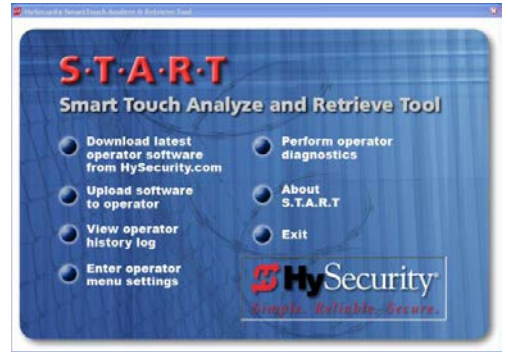 HySecurity Smart Touch Analyze & Retrieve Tool
S·T·A·R·T
Smart Touch Analyze and Retrieve Tool
Download latest
operator software
from HySecurity.com
Upload software
to operator
View operator
history log
Enter operator
menu settings
Perform operator
diagnostics
About
S.T.A.R.T
Exit
HySecurity®
Simple. Reliable. Secure.